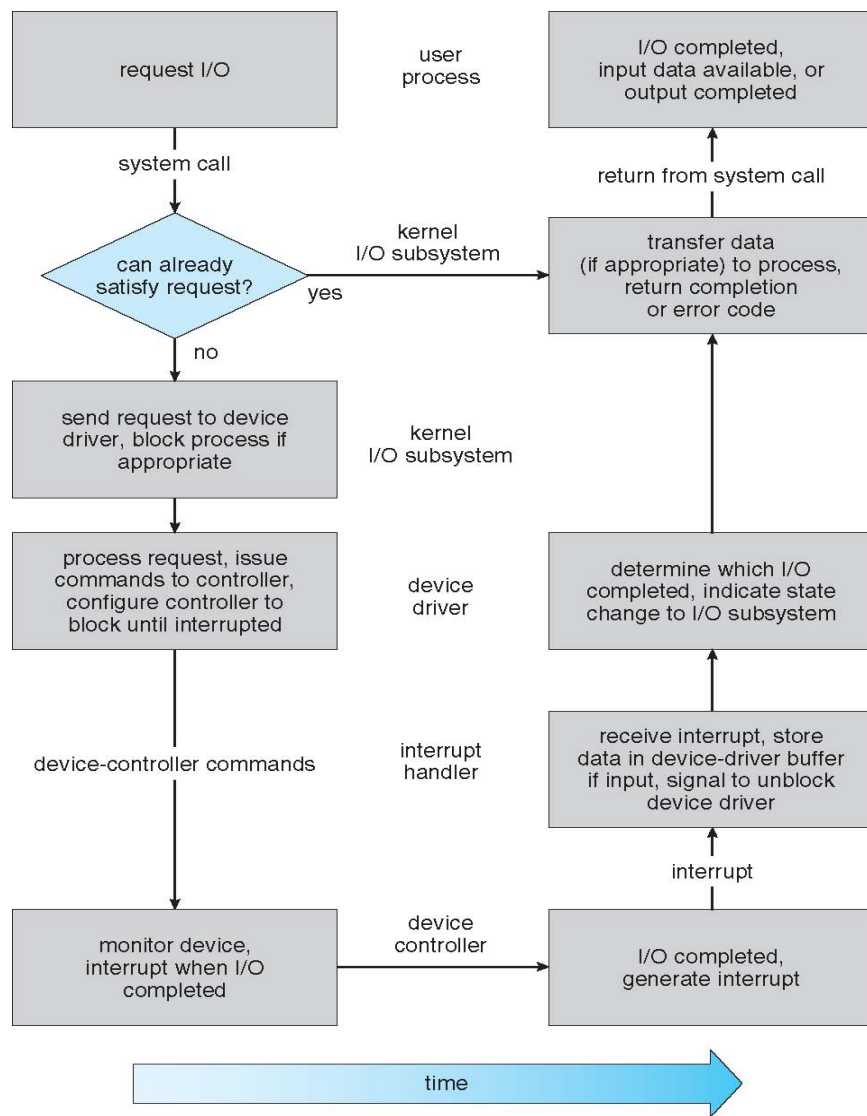 request I/O
user
process
I/O completed,
input data available, or
output completed
system call
return from system call
can already
satisfy request?
yes
no
kernel
I/O subsystem
transfer data
(if appropriate) to process,
return completion
or error code
send request to device
driver, block process if
appropriate
kernel
I/O subsystem
process request, issue
commands to controller,
configure controller to
block until interrupted
device
driver
determine which I/O
completed, indicate state
change to I/O subsystem
device-controller commands
interrupt
handler
receive interrupt, store
data in device-driver buffer
if input, signal to unblock
device driver
interrupt
monitor device,
interrupt when I/O
completed
device
controller
I/O completed,
generate interrupt
time